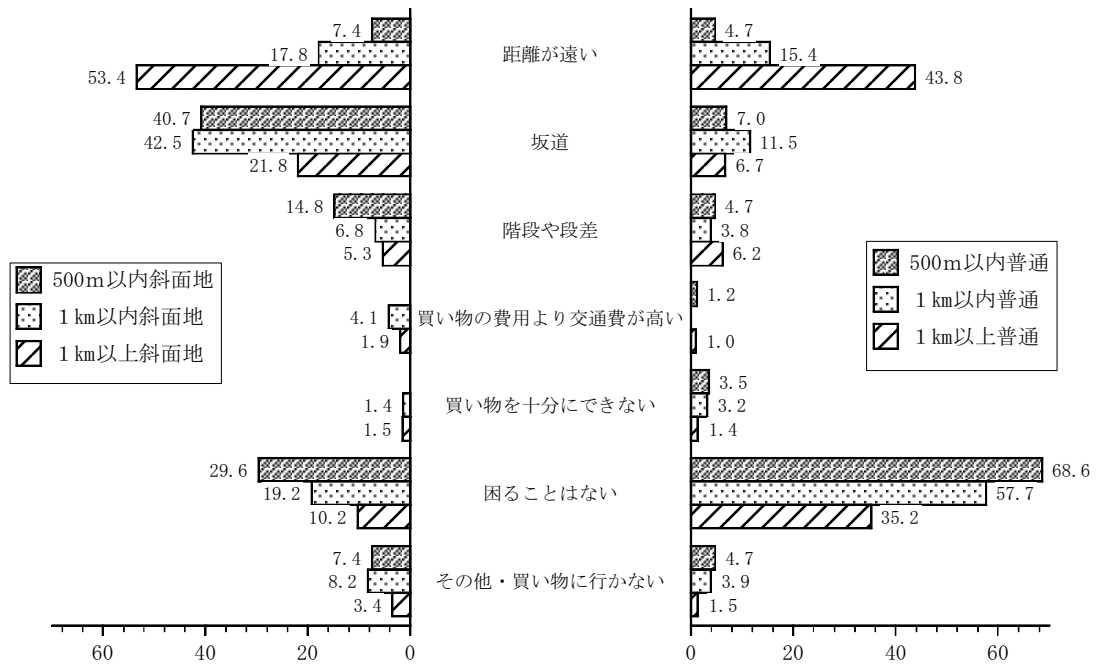 7.4 距離が遠い 4.7
17.8 15.4
53.4 43.8
40.7 坂道 7.0
42.5 11.5
21.8 6.7
14.8 階段や段差 4.7
6.8 3.8
5.3 6.2
1.2
4.1 買い物の費用より交通費が高い
1.9 1.0
3.5
1.4 買い物を十分にできない 3.2
1.5 1.4
29.6 68.6
19.2 困ることはない 57.7
10.2 35.2
7.4 4.7
8.2 その他・買い物に行かない 3.9
3.4 1.5
500m以内斜面地
1km以内斜面地
1km以上斜面地
500m以内普通
1km以内普通
1km以上普通
60 40 20 0 0 20 40 60